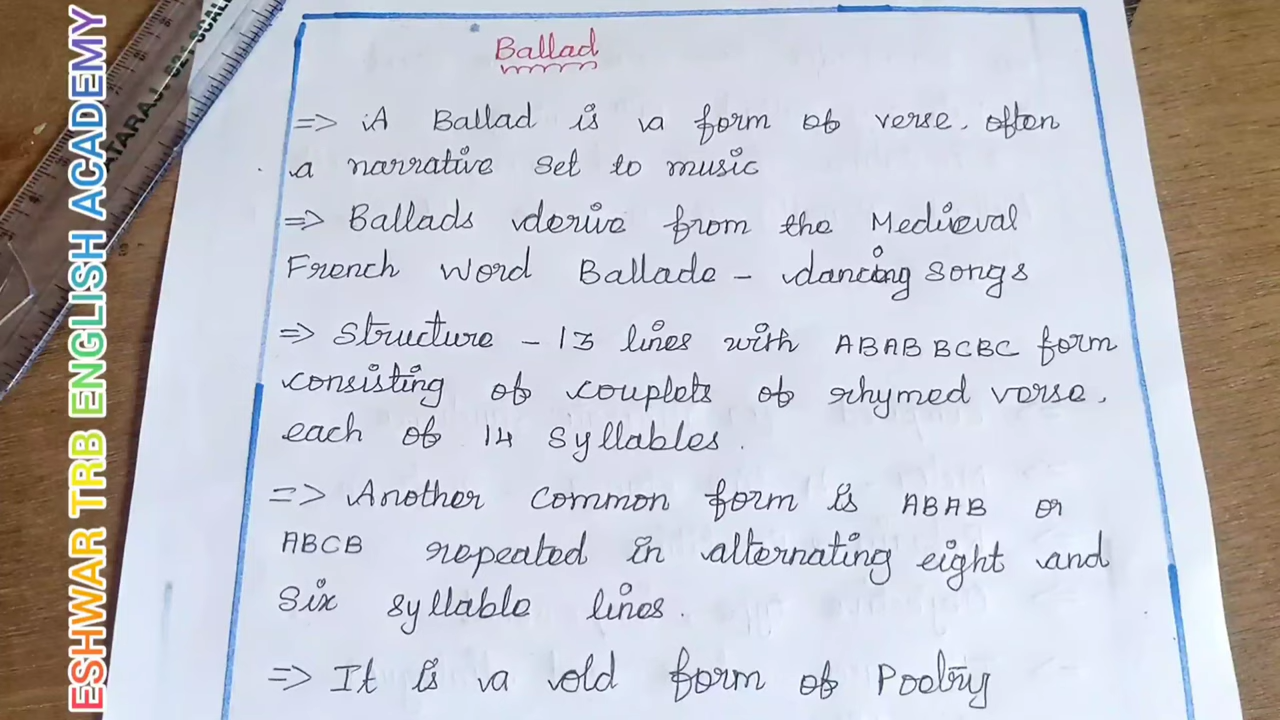 ESHWAR TRB ENGLISH ACADEMY
Ballad
=> A Ballad is a form of verse, often
a narrative set to music
=> Ballads derive from the Medieval
French Word Ballade - dancing songs
=> Structure - 13 lines with ABAB BCBC form
consisting of couplets of rhymed verse,
each of 14 syllables.
=> Another common form is ABAB or
ABCB repeated in alternating eight and
Six syllable lines.
=> It is a old form of Poetry